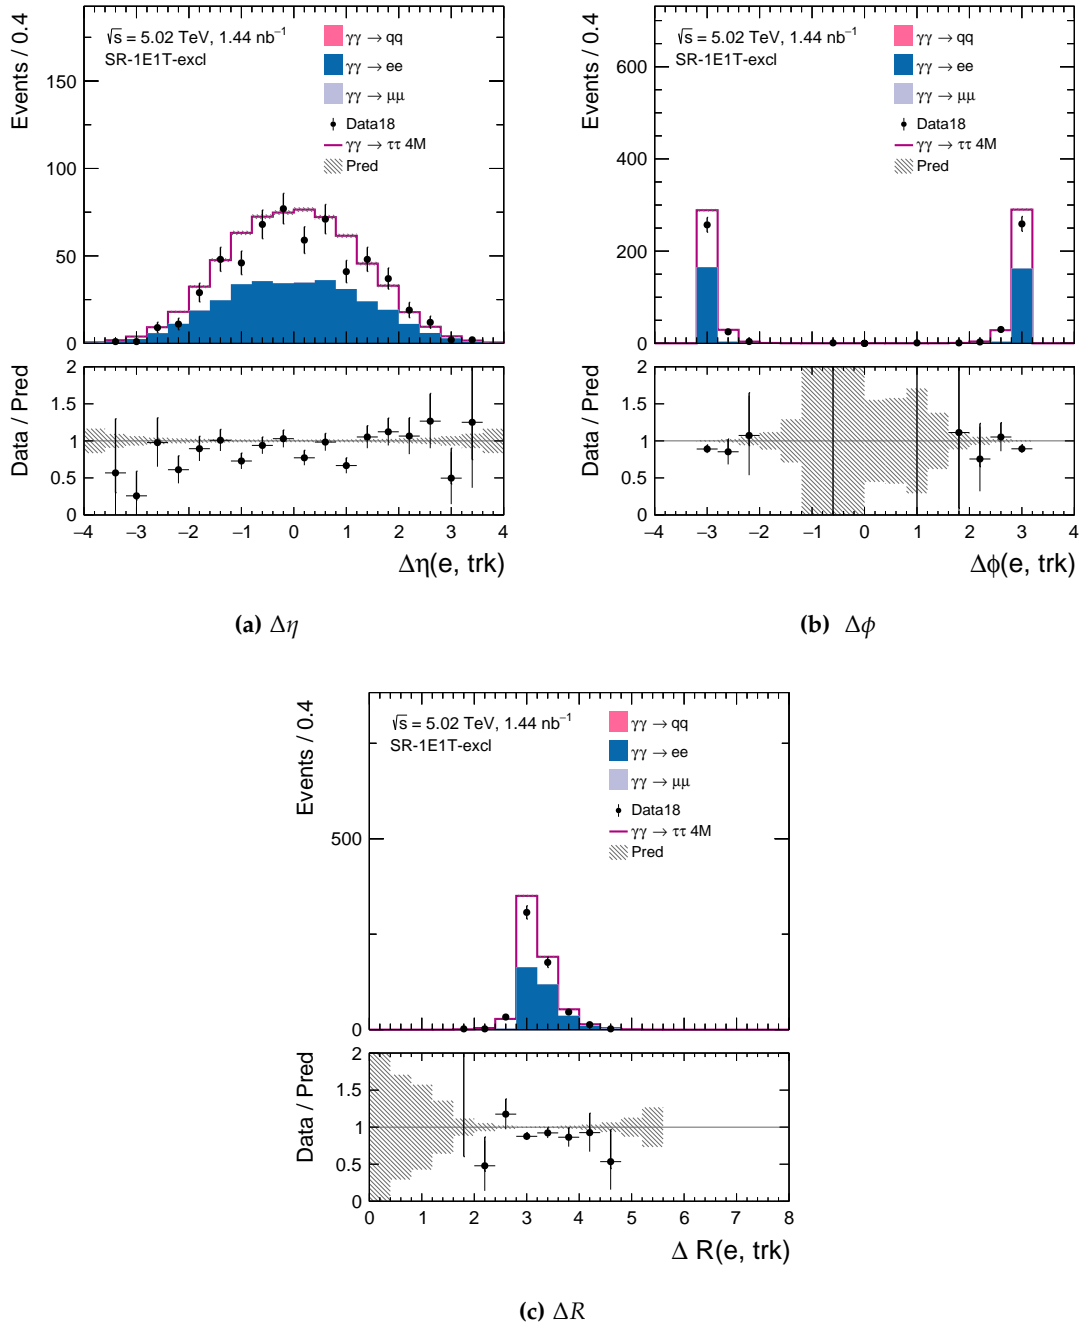 Events / 0.4
√s = 5.02 TeV, 1.44 nb⁻¹
SR-1E1T-excl
γγ → qq
γγ → ee
γγ → μμ
Data18
γγ → ττ 4M
Pred
150
100
50
0
Data / Pred
2
1.5
1
0.5
0
−4 −3 −2 −1 0 1 2 3 4
Δη(e, trk)
(a) Δη
Events / 0.4
√s = 5.02 TeV, 1.44 nb⁻¹
SR-1E1T-excl
γγ → qq
γγ → ee
γγ → μμ
Data18
γγ → ττ 4M
Pred
600
400
200
0
Data / Pred
2
1.5
1
0.5
0
−4 −3 −2 −1 0 1 2 3 4
Δϕ(e, trk)
(b) Δϕ
Events / 0.4
√s = 5.02 TeV, 1.44 nb⁻¹
SR-1E1T-excl
γγ → qq
γγ → ee
γγ → μμ
Data18
γγ → ττ 4M
Pred
500
0
Data / Pred
2
1.5
1
0.5
0
0 1 2 3 4 5 6 7 8
Δ R(e, trk)
(c) ΔR